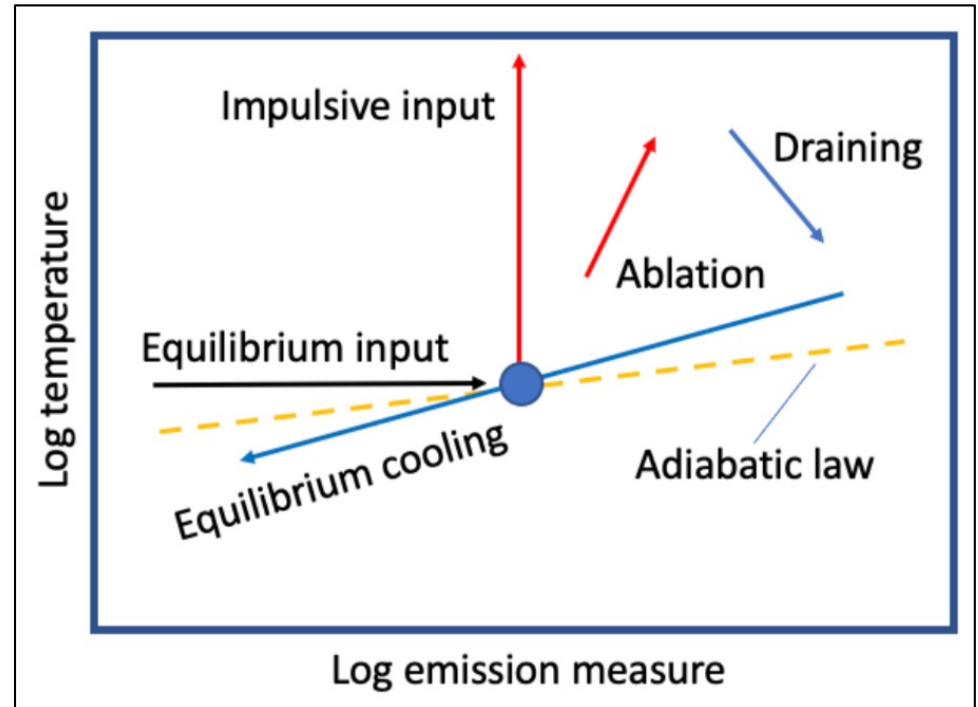 Impulsive input
Draining
Ablation
Equilibrium input
Equilibrium cooling
Adiabatic law
Log temperature
Log emission measure